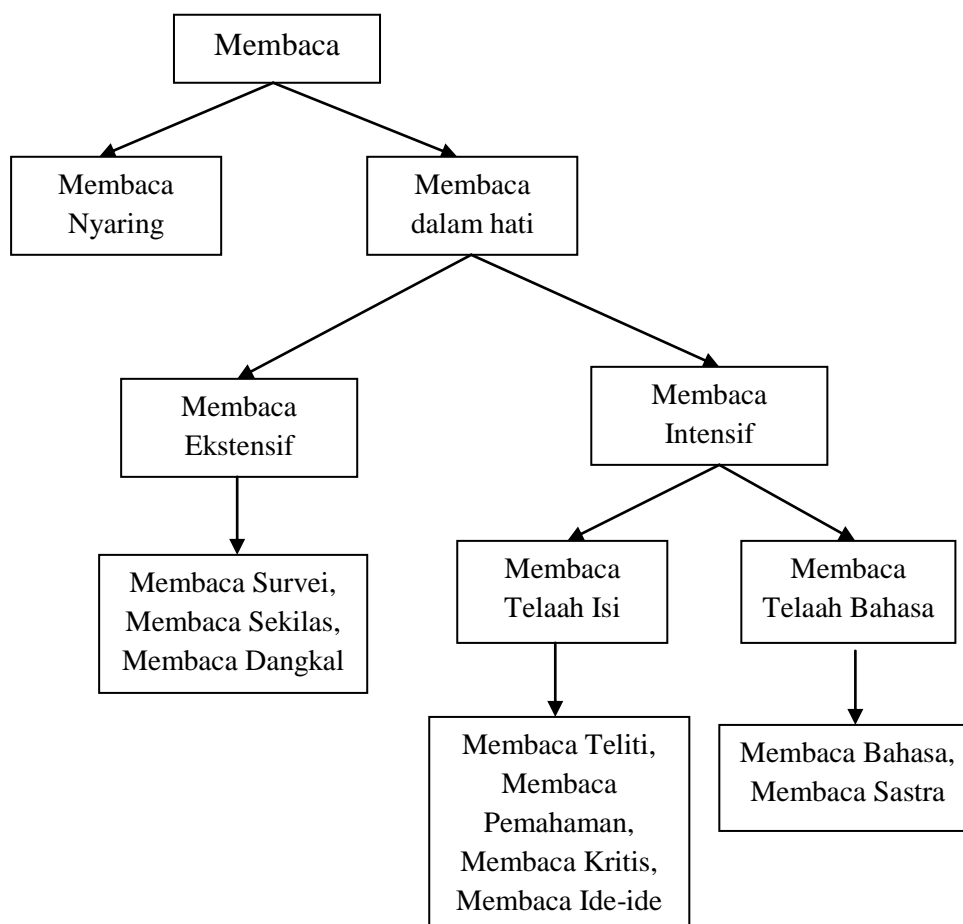 Membaca
Membaca
Nyaring
Membaca
dalam hati
Membaca
Ekstensif
Membaca
Intensif
Membaca Survei,
Membaca Sekilas,
Membaca Dangkal
Membaca
Telaah Isi
Membaca
Telaah Bahasa
Membaca Teliti,
Membaca
Pemahaman,
Membaca Kritis,
Membaca Ide-ide
Membaca Bahasa,
Membaca Sastra